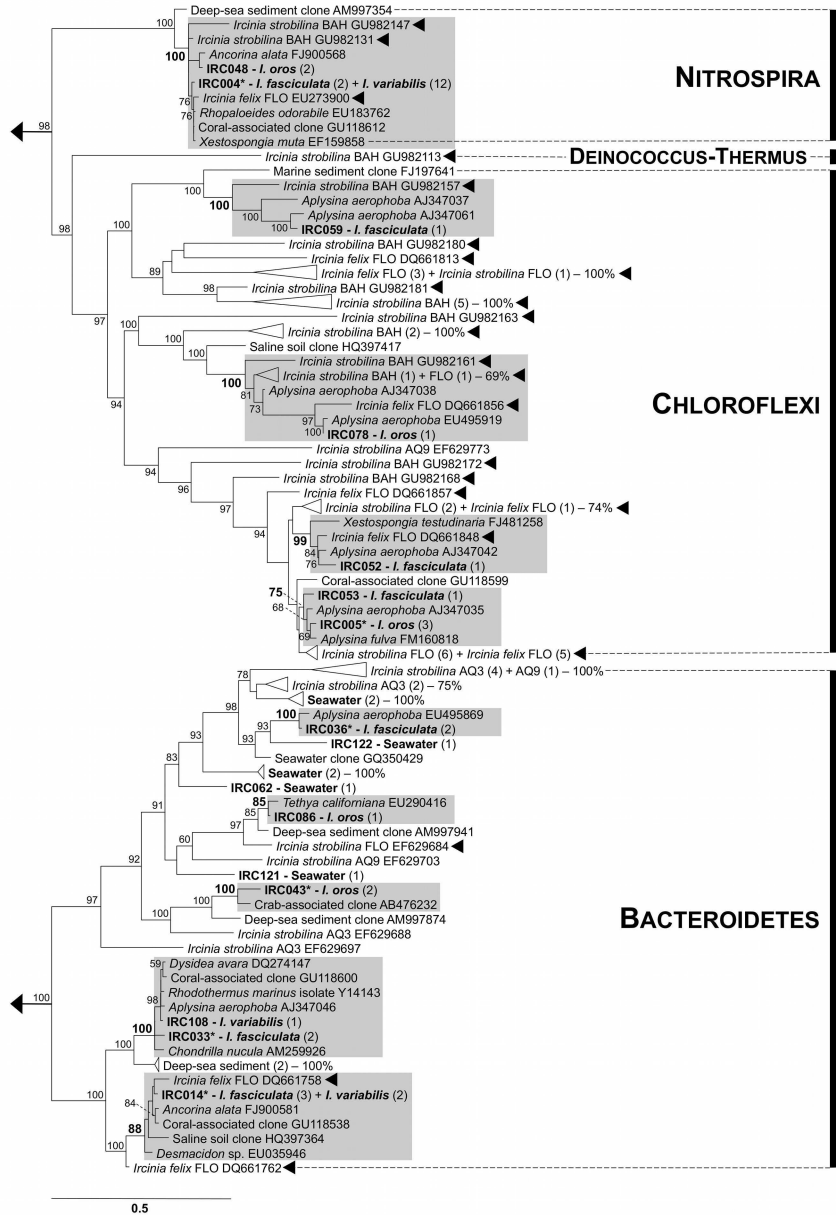 Deep-sea sediment clone AM997354
100
Ircinia strobilina BAH GU982147
Ircinia strobilina BAH GU982131
100
Ancorina alata FJ900568
IRC048 - I. oros (2)
NITROSPIRA
IRC004* - I. fasciculata (2) + I. variabilis (12)
76
Ircinia felix FLO EU273900
76
Rhopaloeides odorabile EU183762
Coral-associated clone GU118612
98
Xestospongia muta EF159858
Ircinia strobilina BAH GU982113
DEINOCOCCUS-THERMUS
Marine sediment clone FJ197641
100
Ircinia strobilina BAH GU982157
100
Aplysina aerophoba AJ347037
100
Aplysina aerophoba AJ347061
100
98
IRC059 - I. fasciculata (1)
100
Ircinia strobilina BAH GU982180
Ircinia felix FLO DQ661813
89
Ircinia felix FLO (3) + Ircinia strobilina FLO (1) – 100%
98
Ircinia strobilina BAH GU982181
Ircinia strobilina BAH (5) – 100%
97
100
Ircinia strobilina BAH GU982163
100
Ircinia strobilina BAH (2) – 100%
Saline soil clone HQ397417
100
Ircinia strobilina BAH GU982161
100
Ircinia strobilina BAH (1) + FLO (1) – 69%
81
Aplysina aerophoba AJ347038
73
Ircinia felix FLO DQ661856
CHLOROFLEXI
94
97
Aplysina aerophoba EU495919
100
IRC078 - I. oros (1)
Ircinia strobilina AQ9 EF629773
94
Ircinia strobilina BAH GU982172
96
Ircinia strobilina BAH GU982168
97
Ircinia felix FLO DQ661857
Ircinia strobilina FLO (2) + Ircinia felix FLO (1) – 74%
94
Xestospongia testudinaria FJ481258
99
Ircinia felix FLO DQ661848
84
Aplysina aerophoba AJ347042
76
IRC052 - I. fasciculata (1)
Coral-associated clone GU118599
75
IRC053 - I. fasciculata (1)
68
Aplysina aerophoba AJ347035
IRC005* - I. oros (3)
69
Aplysina fulva FM160818
Ircinia strobilina FLO (6) + Ircinia felix FLO (5)
Ircinia strobilina AQ3 (4) + AQ9 (1) – 100%
78
Ircinia strobilina AQ3 (2) – 75%
Seawater (2) – 100%
98
100
Aplysina aerophoba EU495869
93
IRC036* - I. fasciculata (2)
93
93
IRC122 - Seawater (1)
Seawater clone GQ350429
83
Seawater (2) – 100%
IRC062 - Seawater (1)
85
Tethya californiana EU290416
91
85
IRC086 - I. oros (1)
97
Deep-sea sediment clone AM997941
60
Ircinia strobilina FLO EF629684
Ircinia strobilina AQ9 EF629703
92
IRC121 - Seawater (1)
100
IRC043* - I. oros (2)
100
Crab-associated clone AB476232
97
100
Deep-sea sediment clone AM997874
BACTEROIDETES
Ircinia strobilina AQ3 EF629688
Ircinia strobilina AQ3 EF629697
59
Dysidea avara DQ274147
Coral-associated clone GU118600
Rhodothermus marinus isolate Y14143
98
Aplysina aerophoba AJ347046
100
IRC108 - I. variabilis (1)
100
IRC033* - I. fasciculata (2)
100
Chondrilla nucula AM259926
Deep-sea sediment (2) – 100%
Ircinia felix FLO DQ661758
IRC014* - I. fasciculata (3) + I. variabilis (2)
84
Ancorina alata FJ900581
100
88
Coral-associated clone GU118538
Saline soil clone HQ397364
100
Desmacidon sp. EU035946
Ircinia felix FLO DQ661762
0.5